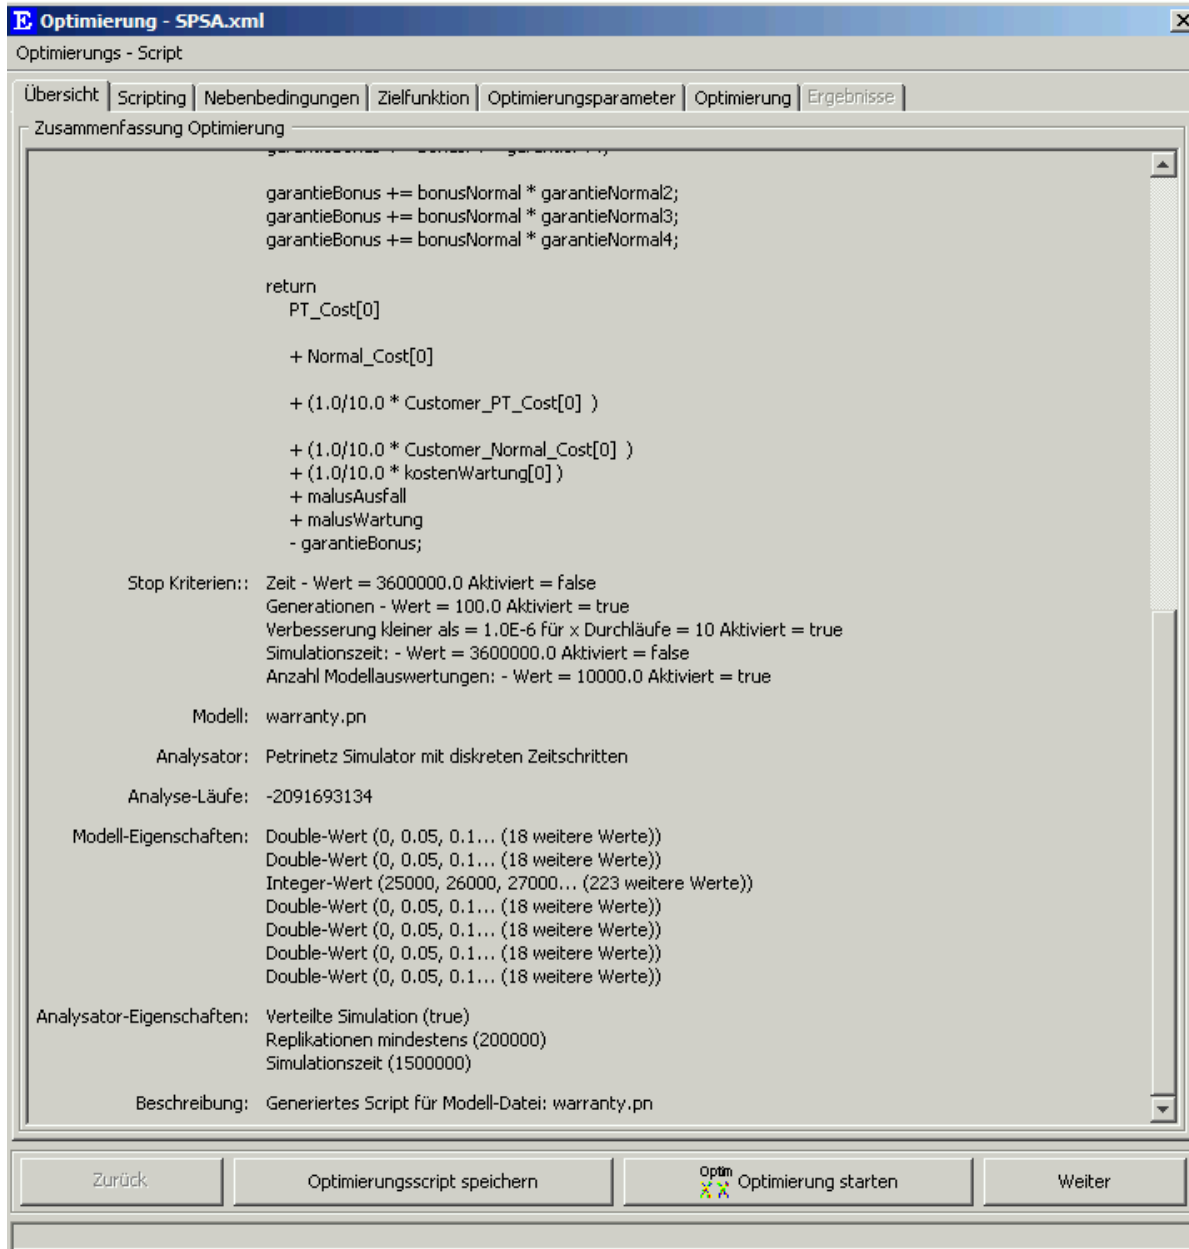 E Optimierung - SPSA.xml
Optimierungs - Script
Übersicht Scripting Nebenbedingungen Zielfunktion Optimierungsparameter Optimierung Ergebnisse
Zusammenfassung Optimierung
garantieBonus += bonusNormal * garantieNormal2;
garantieBonus += bonusNormal * garantieNormal3;
garantieBonus += bonusNormal * garantieNormal4;
return
PT_Cost[0]
+ Normal_Cost[0]
+ (1.0/10.0 * Customer_PT_Cost[0] )
+ (1.0/10.0 * Customer_Normal_Cost[0] )
+ (1.0/10.0 * kostenWartung[0] )
+ malusAusfall
+ malusWartung
- garantieBonus;
Stop Kriterien:: Zeit - Wert = 3600000.0 Aktiviert = false
Generationen - Wert = 100.0 Aktiviert = true
Verbesserung kleiner als = 1.0E-6 für x Durchläufe = 10 Aktiviert = true
Simulationszeit: - Wert = 3600000.0 Aktiviert = false
Anzahl Modellauswertungen: - Wert = 10000.0 Aktiviert = true
Modell: warranty.pn
Analysator: Petrinetz Simulator mit diskreten Zeitschritten
Analyse-Läufe: -2091693134
Modell-Eigenschaften: Double-Wert (0, 0.05, 0.1... (18 weitere Werte))
Double-Wert (0, 0.05, 0.1... (18 weitere Werte))
Integer-Wert (25000, 26000, 27000... (223 weitere Werte))
Double-Wert (0, 0.05, 0.1... (18 weitere Werte))
Double-Wert (0, 0.05, 0.1... (18 weitere Werte))
Double-Wert (0, 0.05, 0.1... (18 weitere Werte))
Double-Wert (0, 0.05, 0.1... (18 weitere Werte))
Analysator-Eigenschaften: Verteilte Simulation (true)
Replikationen mindestens (200000)
Simulationszeit (1500000)
Beschreibung: Generiertes Script für Modell-Datei: warranty.pn
Zurück Optimierungsscript speichern Optim Optimierung starten Weiter